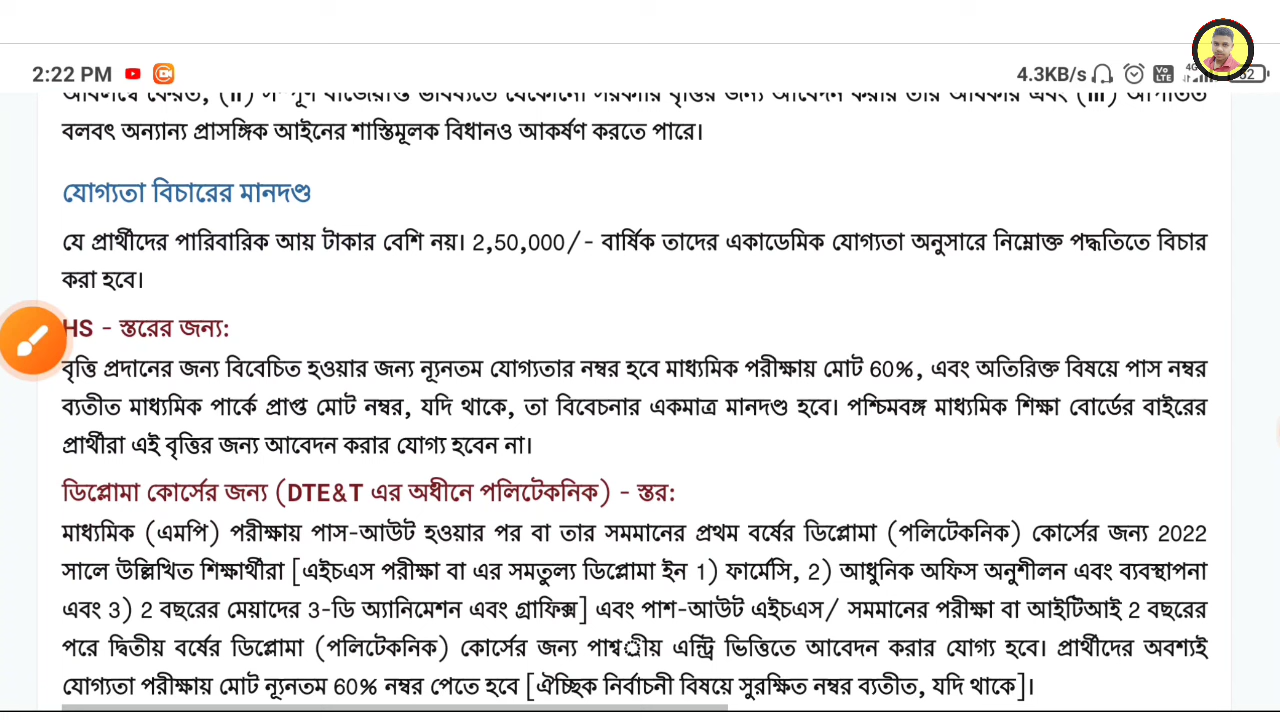 2:22 PM
4.3KB/s Vo LTE 4G 62
বলবৎ অন্যান্য প্রাসঙ্গিক আইনের শাস্তিমূলক বিধানও আকর্ষণ করতে পারে।
যোগ্যতা বিচারের মানদণ্ড
যে প্রার্থীদের পারিবারিক আয় টাকার বেশি নয়। 2,50,000/- বার্ষিক তাদের একাডেমিক যোগ্যতা অনুসারে নিম্নোক্ত পদ্ধতিতে বিচার
করা হবে।
HS - স্তরের জন্য:
বৃত্তি প্রদানের জন্য বিবেচিত হওয়ার জন্য ন্যূনতম যোগ্যতার নম্বর হবে মাধ্যমিক পরীক্ষায় মোট 60%, এবং অতিরিক্ত বিষয়ে পাস নম্বর
ব্যতীত মাধ্যমিক পার্কে প্রাপ্ত মোট নম্বর, যদি থাকে, তা বিবেচনার একমাত্র মানদণ্ড হবে। পশ্চিমবঙ্গ মাধ্যমিক শিক্ষা বোর্ডের বাইরের
প্রার্থীরা এই বৃত্তির জন্য আবেদন করার যোগ্য হবেন না।
ডিপ্লোমা কোর্সের জন্য (DTE&T এর অধীনে পলিটেকনিক) - স্তর:
মাধ্যমিক (এমপি) পরীক্ষায় পাস-আউট হওয়ার পর বা তার সমমানের প্রথম বর্ষের ডিপ্লোমা (পলিটেকনিক) কোর্সের জন্য 2022
সালে উল্লিখিত শিক্ষার্থীরা [এইচএস পরীক্ষা বা এর সমতুল্য ডিপ্লোমা ইন 1) ফার্মেসি, 2) আধুনিক অফিস অনুশীলন এবং ব্যবস্থাপনা
এবং 3) 2 বছরের মেয়াদের 3-ডি অ্যানিমেশন এবং গ্রাফিক্স] এবং পাশ-আউট এইচএস/ সমমানের পরীক্ষা বা আইটিআই 2 বছরের
পরে দ্বিতীয় বর্ষের ডিপ্লোমা (পলিটেকনিক) কোর্সের জন্য পাশ্ব◌ীয় এন্ট্রি ভিত্তিতে আবেদন করার যোগ্য হবে। প্রার্থীদের অবশ্যই
যোগ্যতা পরীক্ষায় মোট ন্যূনতম 60% নম্বর পেতে হবে [ঐচ্ছিক নির্বাচনী বিষয়ে সুরক্ষিত নম্বর ব্যতীত, যদি থাকে]।